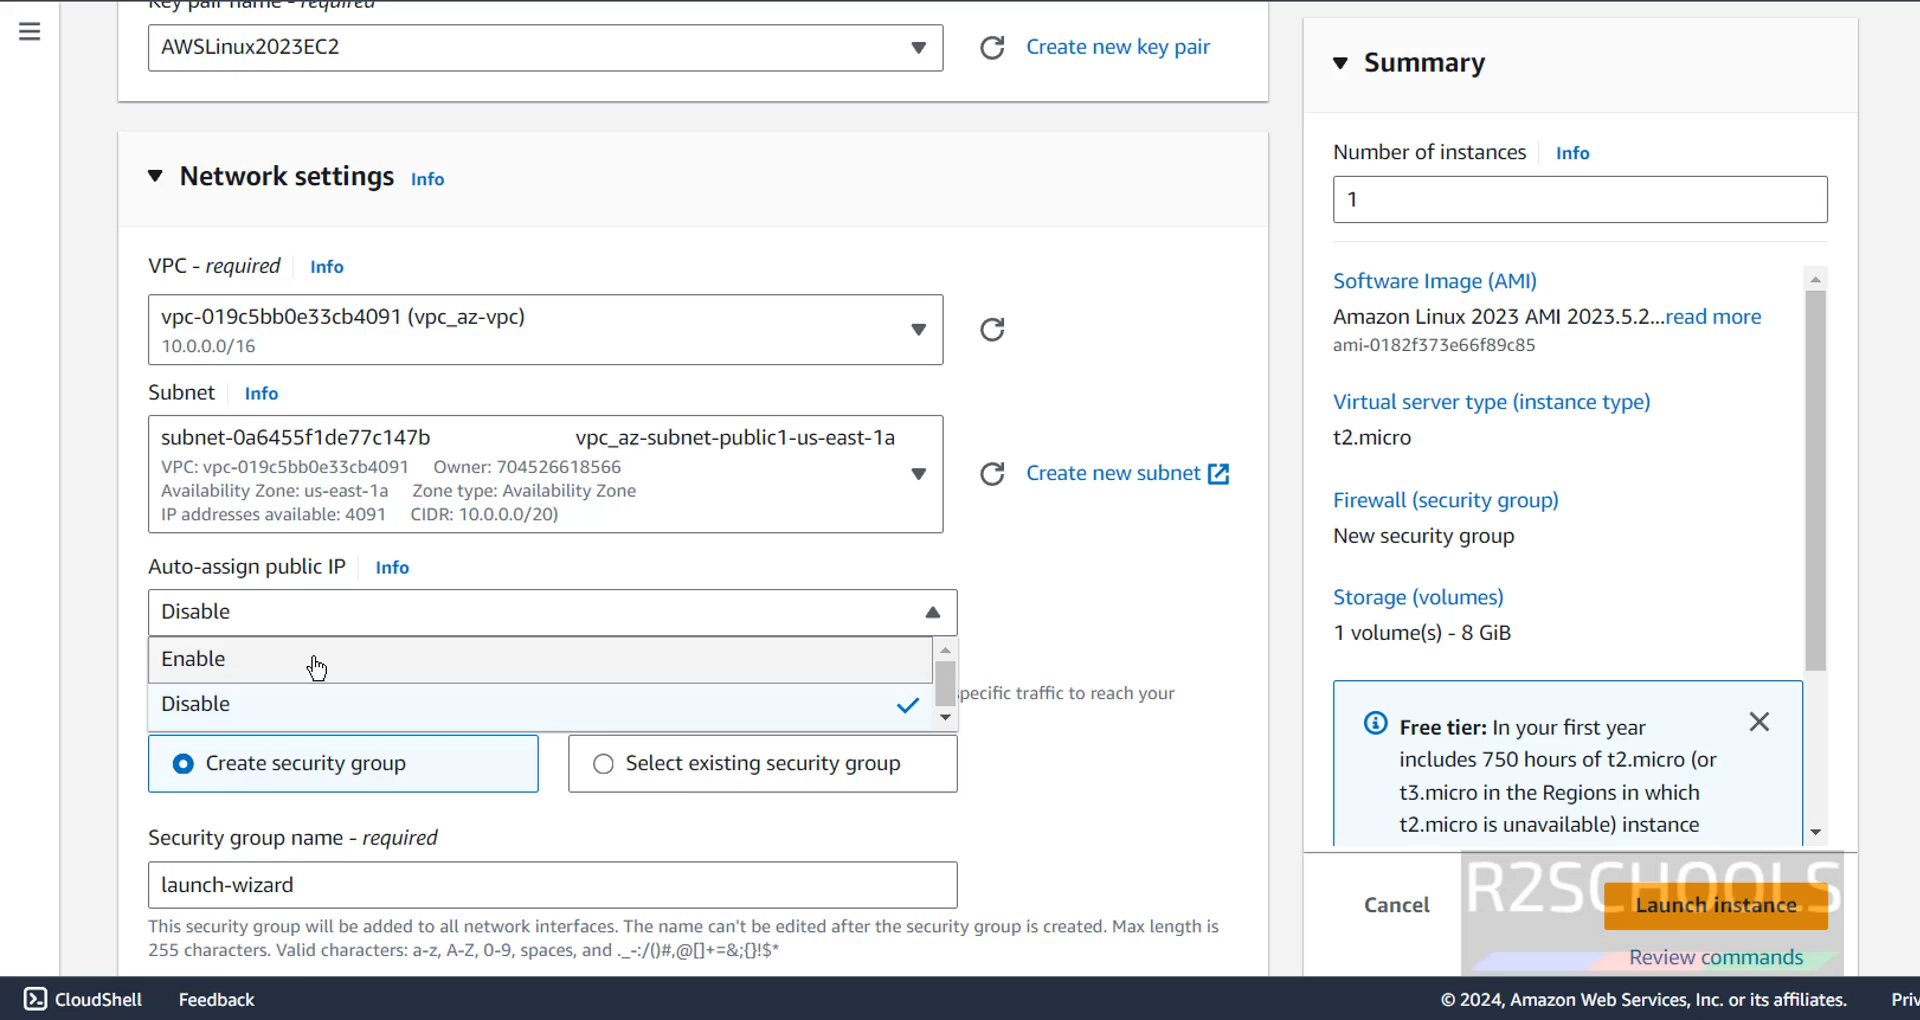 Key pair name - required
AWSLinux2023EC2
Create new key pair
Network settings Info
VPC - required Info
vpc-019c5bb0e33cb4091 (vpc_az-vpc)
10.0.0.0/16
Subnet Info
subnet-0a6455f1de77c147b vpc_az-subnet-public1-us-east-1a
VPC: vpc-019c5bb0e33cb4091 Owner: 704526618566
Availability Zone: us-east-1a Zone type: Availability Zone
IP addresses available: 4091 CIDR: 10.0.0.0/20)
Create new subnet
Auto-assign public IP Info
Disable
Enable
Disable
specific traffic to reach your
Create security group
Select existing security group
Security group name - required
launch-wizard
This security group will be added to all network interfaces. The name can't be edited after the security group is created. Max length is
255 characters. Valid characters: a-z, A-Z, 0-9, spaces, and ._-:/()#,@[]+=&;{}!$*
Summary
Number of instances Info
1
Software Image (AMI)
Amazon Linux 2023 AMI 2023.5.2...read more
ami-0182f373e66f89c85
Virtual server type (instance type)
t2.micro
Firewall (security group)
New security group
Storage (volumes)
1 volume(s) - 8 GiB
Free tier: In your first year
includes 750 hours of t2.micro (or
t3.micro in the Regions in which
t2.micro is unavailable) instance
R2SCHOOLS
Cancel
Launch instance
Review commands
CloudShell Feedback
© 2024, Amazon Web Services, Inc. or its affiliates.
Priv